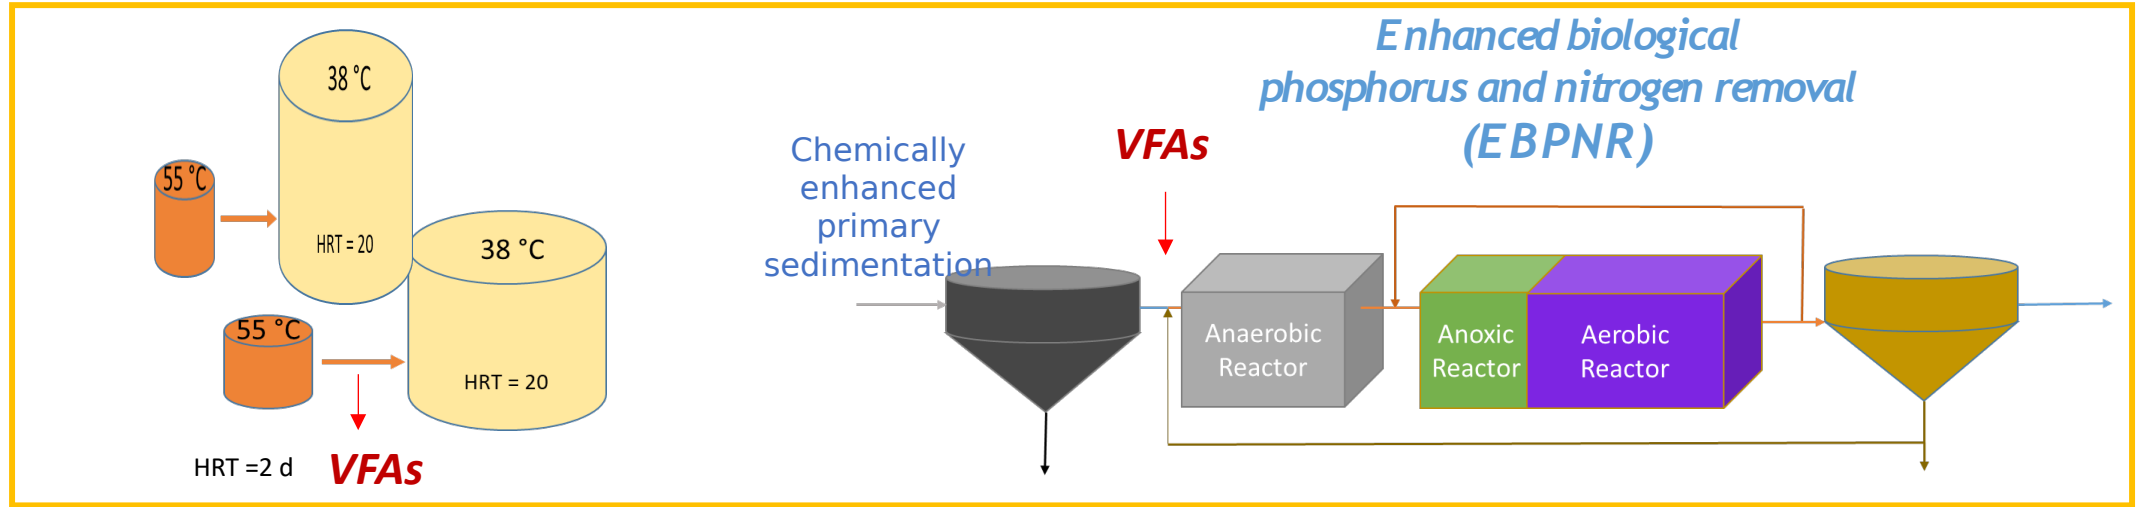 38 °C
55 °C
HRT = 20
38 °C
55 °C
HRT = 20
HRT =2 d
VFAs
Enhanced biological
phosphorus and nitrogen removal
(EBPNR)
VFAs
Chemically
enhanced
primary
sedimentation
Anaerobic
Reactor
Anoxic
Reactor
Aerobic
Reactor